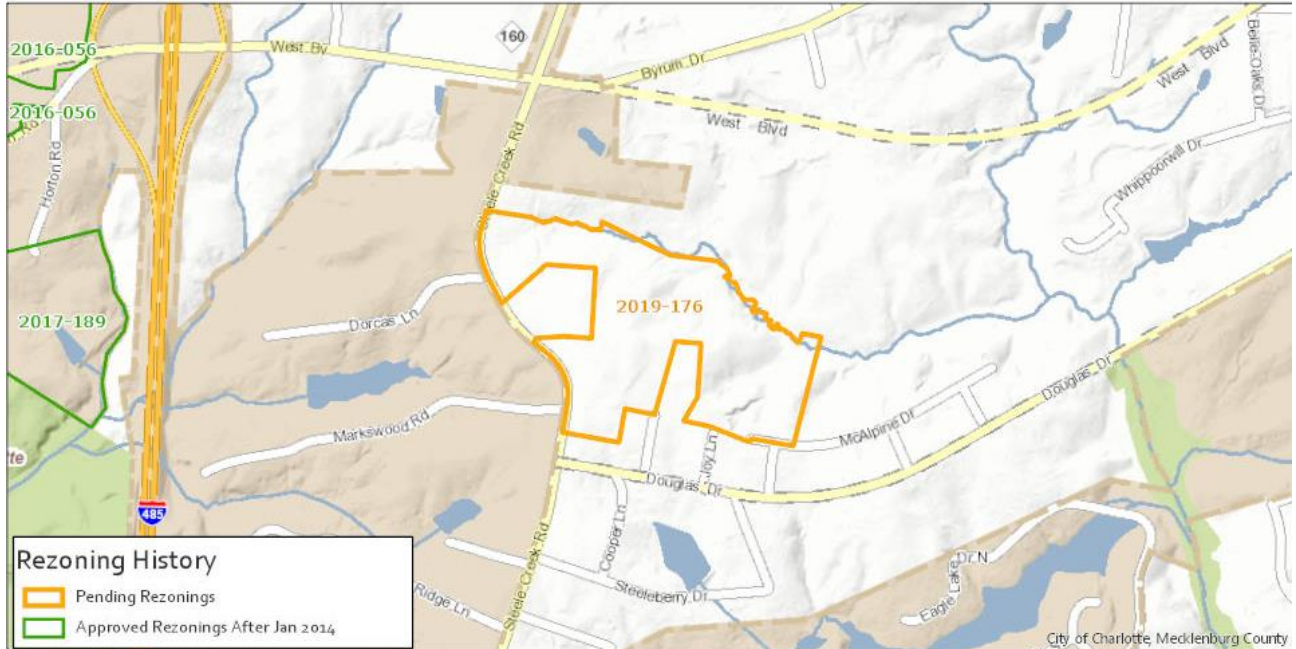 2016-056
2016-056
West Bv
160
Byrum Dr
West Blvd
West Blvd
Belle Oaks Dr
Whippoorwill Dr
Horton Rd
Steele Creek Rd
2017-189
Dorcas Ln
2019-176
Markswood Rd
McAlpine Dr
Douglas Dr
Joy Ln
Douglas Dr
485
Cooper Ln
Steeleberry Dr
Steele Creek Rd
Ridge Ln
Eagle Lake
Dr N
Rezoning History
Pending Rezonings
Approved Rezonings After Jan 2014
City of Charlotte, Mecklenburg County